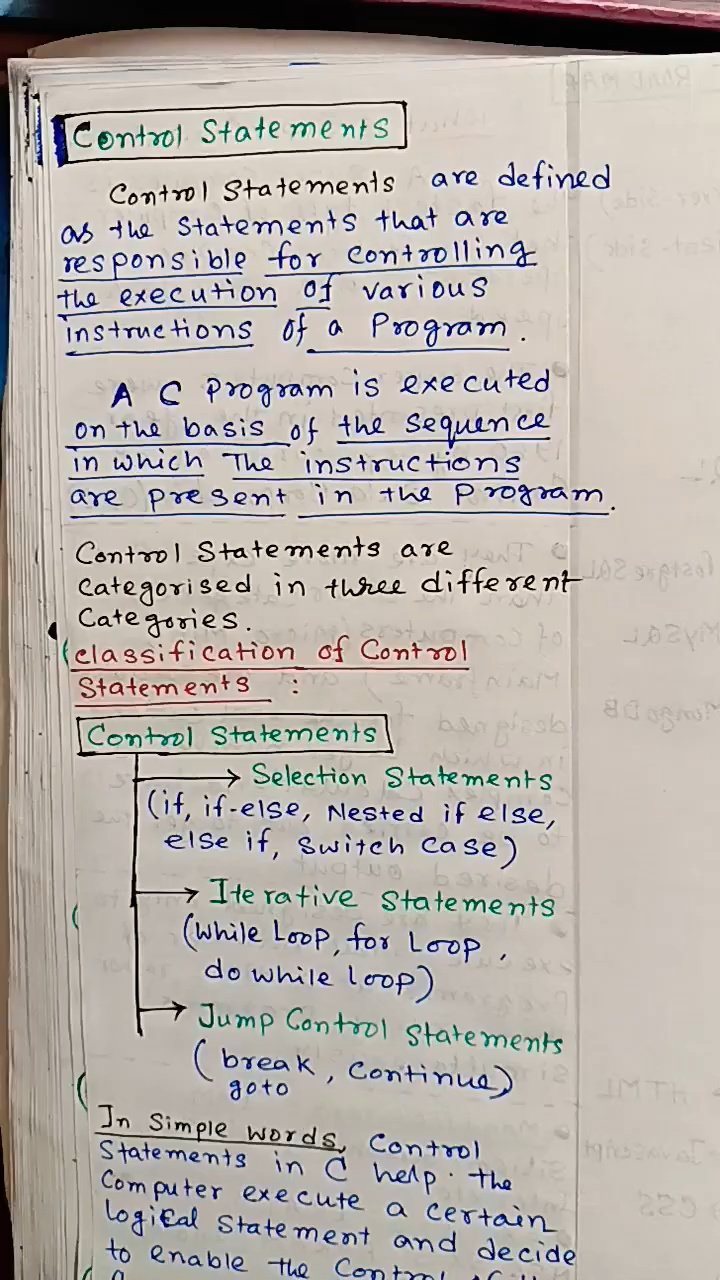 Control Statements
Control Statements are defined
as the Statements that are
responsible for controlling
the execution of various
instructions of a Program.
A C Program is executed
on the basis of the sequence
in which The instructions
are present in the Program.
Control Statements are
Categorised in three different
Categories.
Classification of Control
Statements :
Control Statements
Selection Statements
(if, if-else, Nested if else,
else if, Switch Case)
Iterative Statements
(While Loop, for Loop,
do while loop)
Jump Control Statements
(break, Continue)
goto
In Simple words, Control
Statements in C help. the
Computer execute a certain
logical Statement and decide
to enable the Control